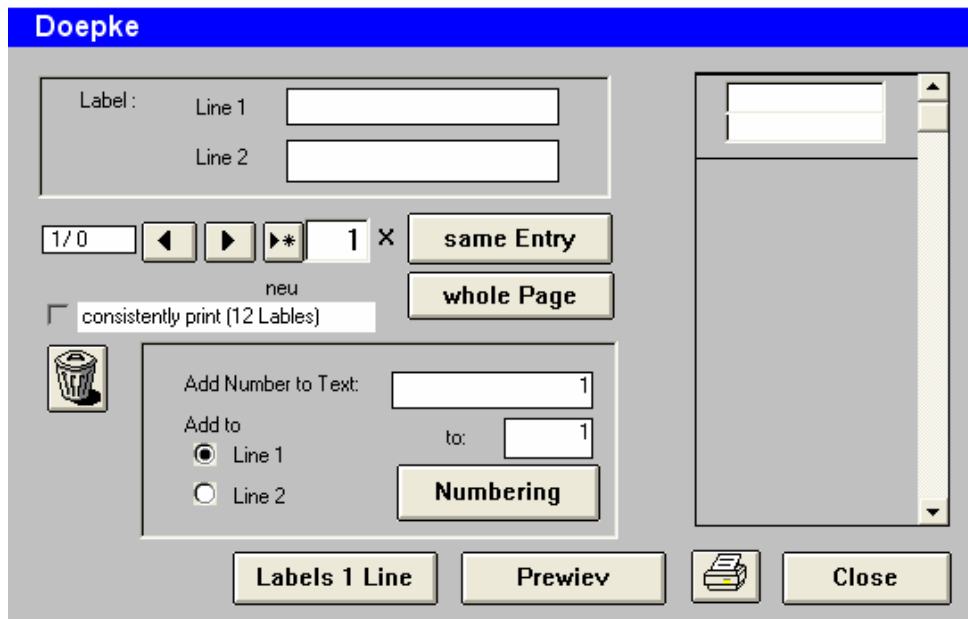 Doepke
Label :
Line 1
Line 2
1/ 0
1
X
same Entry
neu
whole Page
consistently print (12 Lables)
Add Number to Text:
1
Add to
to:
1
Line 1
Line 2
Numbering
Labels 1 Line
Prewiev
Close